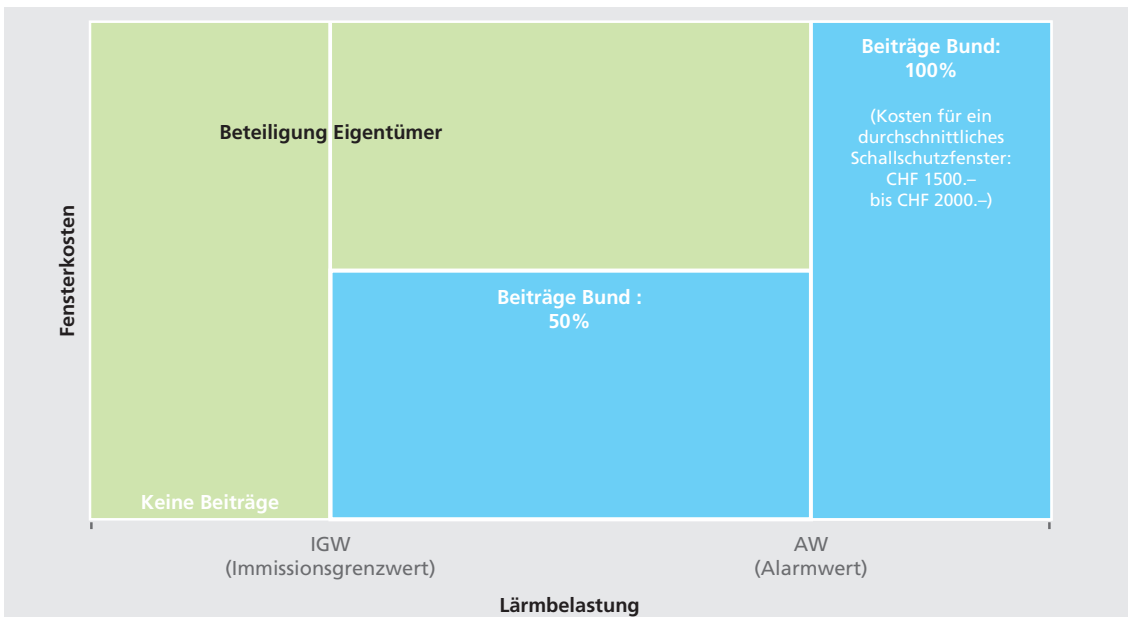 Beiträge Bund:
100%
(Kosten für ein
durchschnittliches
Schallschutzfenster:
CHF 1500.–
bis CHF 2000.–)
Beteiligung Eigentümer
Fensterkosten
Beiträge Bund :
50%
Keine Beiträge
IGW
(Immissionsgrenzwert)
AW
(Alarmwert)
Lärmbelastung